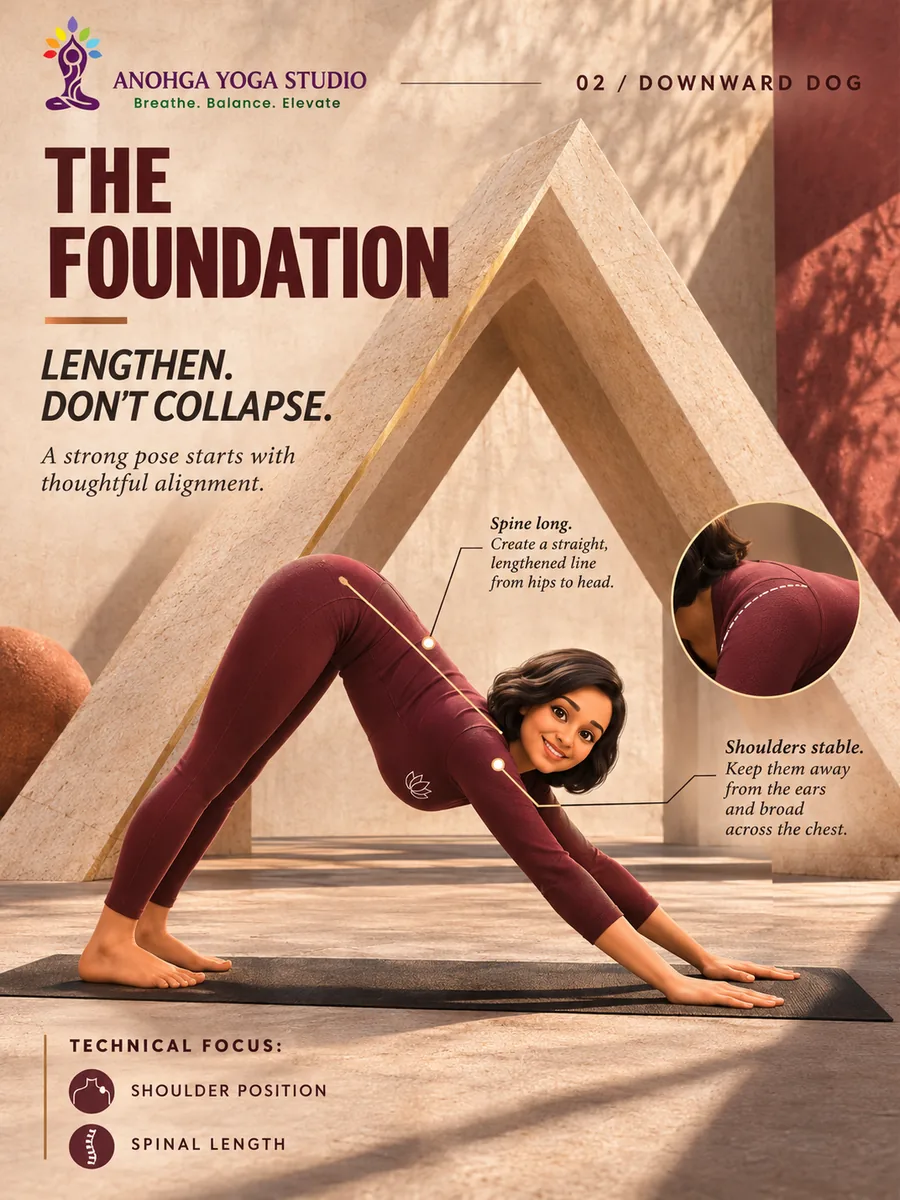 ANOHGA YOGA STUDIO
Breathe. Balance. Elevate
02 / DOWNWARD DOG
THE
FOUNDATION
LENGTHEN.
DON'T COLLAPSE.
A strong pose starts with
thoughtful alignment.
Spine long.
Create a straight,
lengthened line
from hips to head.
Shoulders stable.
Keep them away
from the ears
and broad
across the chest.
TECHNICAL FOCUS:
SHOULDER POSITION
SPINAL LENGTH